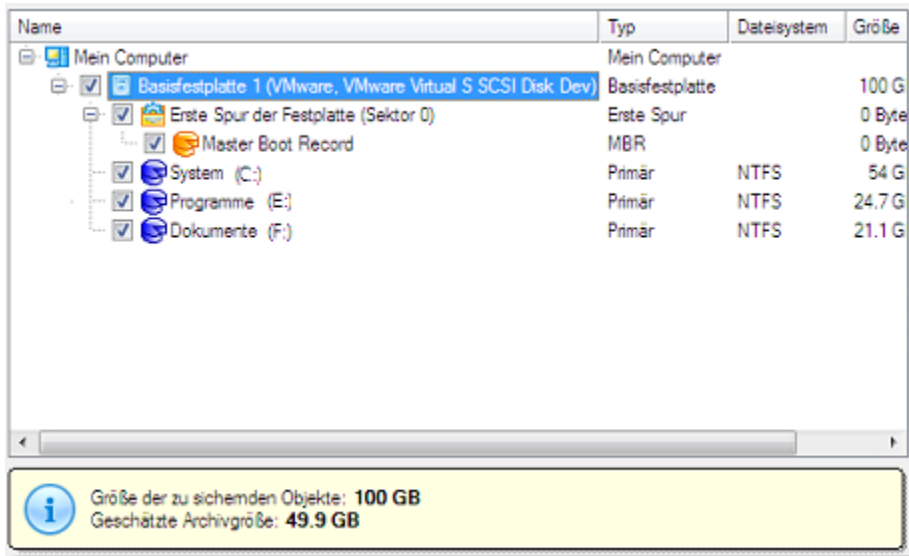 Name Typ Dateisystem Größe
Mein Computer Mein Computer
Basisfestplatte 1 (VMware, VMware Virtual S SCSI Disk Dev) Basisfestplatte 100 G
Erste Spur der Festplatte (Sektor 0) Erste Spur 0 Byte
Master Boot Record MBR 0 Byte
System (C:) Primär NTFS 54 G
Programme (E:) Primär NTFS 24.7 G
Dokumente (F:) Primär NTFS 21.1 G
Größe der zu sichernden Objekte: 100 GB
Geschätzte Archivgröße: 49.9 GB